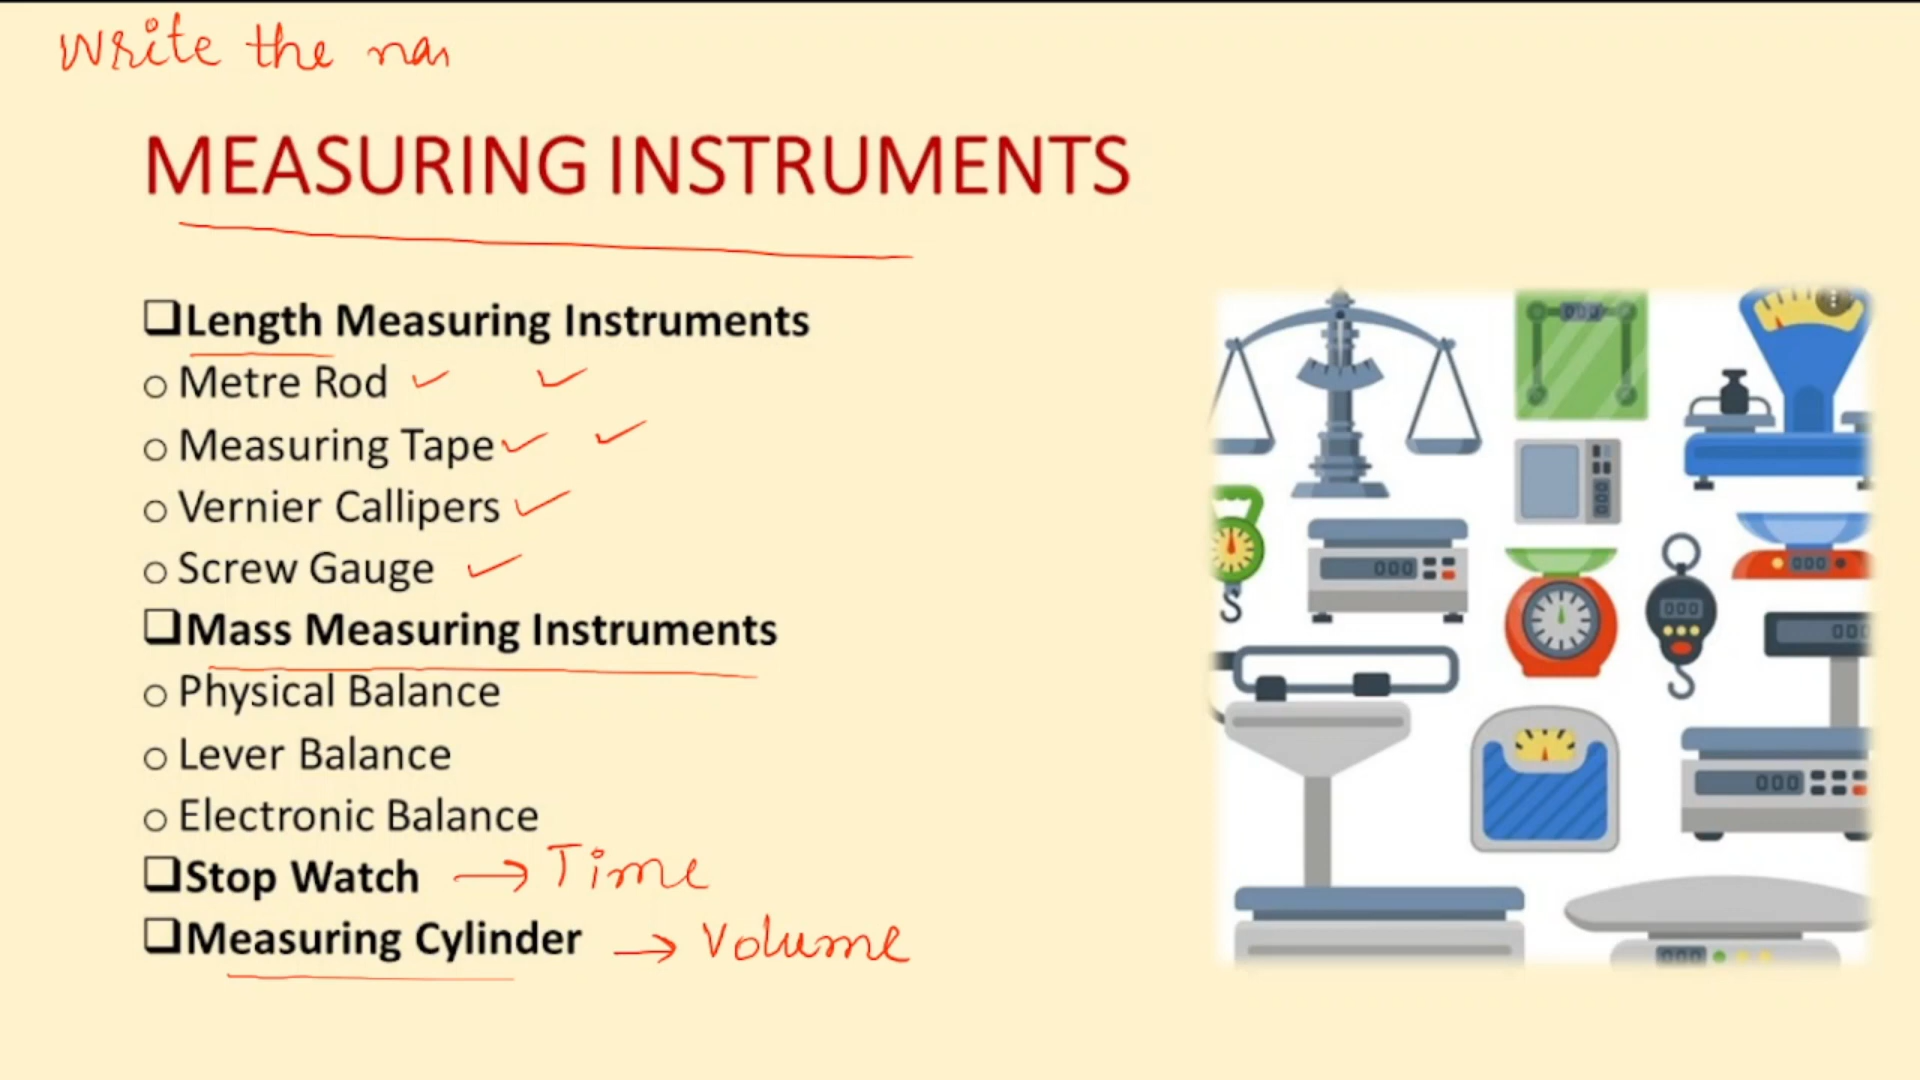 Write the
MEASURING INSTRUMENTS
Length Measuring Instruments
Metre Rod
Measuring Tape
Vernier Callipers
Screw Gauge
Mass Measuring Instruments
Physical Balance
Lever Balance
Electronic Balance
Stop Watch → Time
Measuring Cylinder → Volume